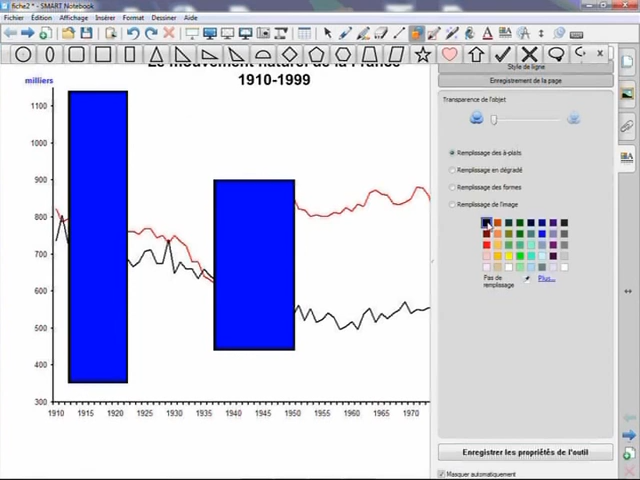 fiche2 * - SMART Notebook
Fichier Édition Affichage Insérer Format Dessiner Aide
Le mouvement naturel de la France
1910-1999
milliers
1100
1000
900
800
700
600
500
400
300
1910 1915 1920 1925 1930 1935 1940 1945 1950 1955 1960 1965 1970
Style de ligne
Enregistrement de la page
Transparence de l'objet
Remplissage des à-plats
Remplissage en dégradé
Remplissage des formes
Remplissage de l'image
Pas de remplissage
Plus...
Enregistrer les propriétés de l'outil
Masquer automatiquement